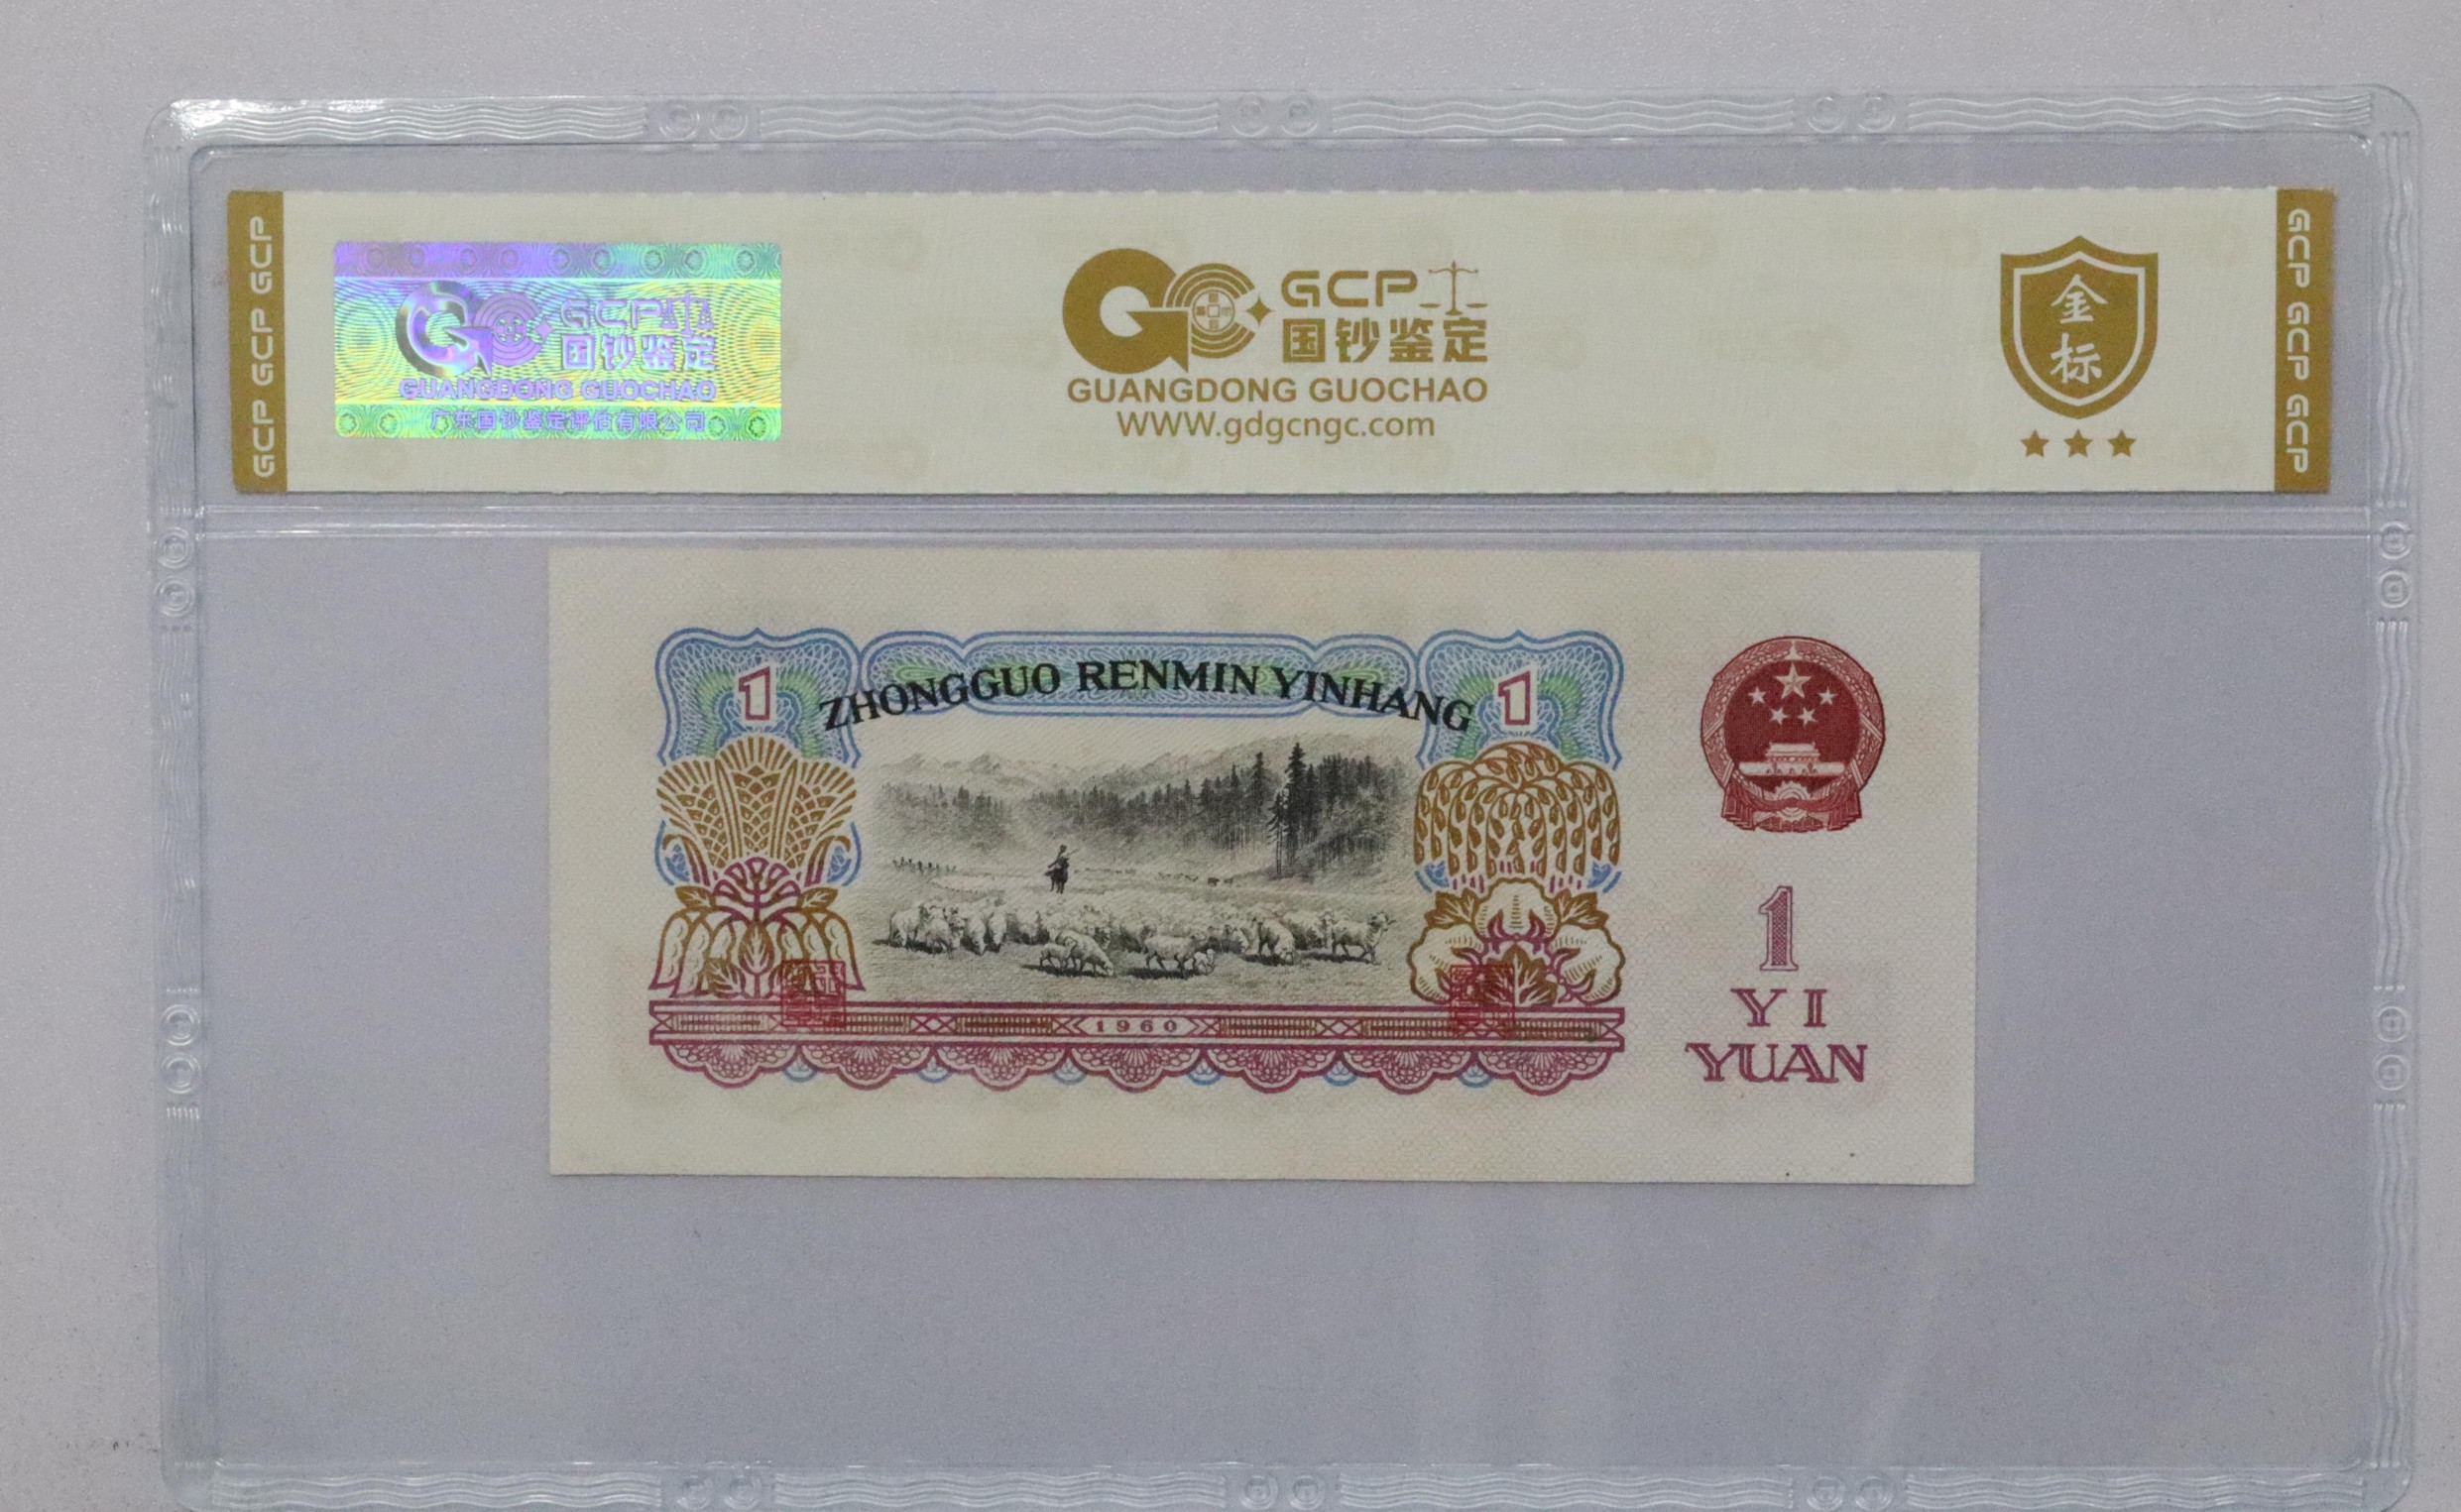 GCP GCP GCP
GCP
国钞鉴定
GUANGDONG GUOCHAO
广东国钞鉴定评估有限公司
GCP
国钞鉴定
GUANGDONG GUOCHAO
WWW.gdgcngc.com
金
标
GCP GCP GCP
ZHONGGUO RENMIN YINHANG
1
1
1960
1
YI
YUAN